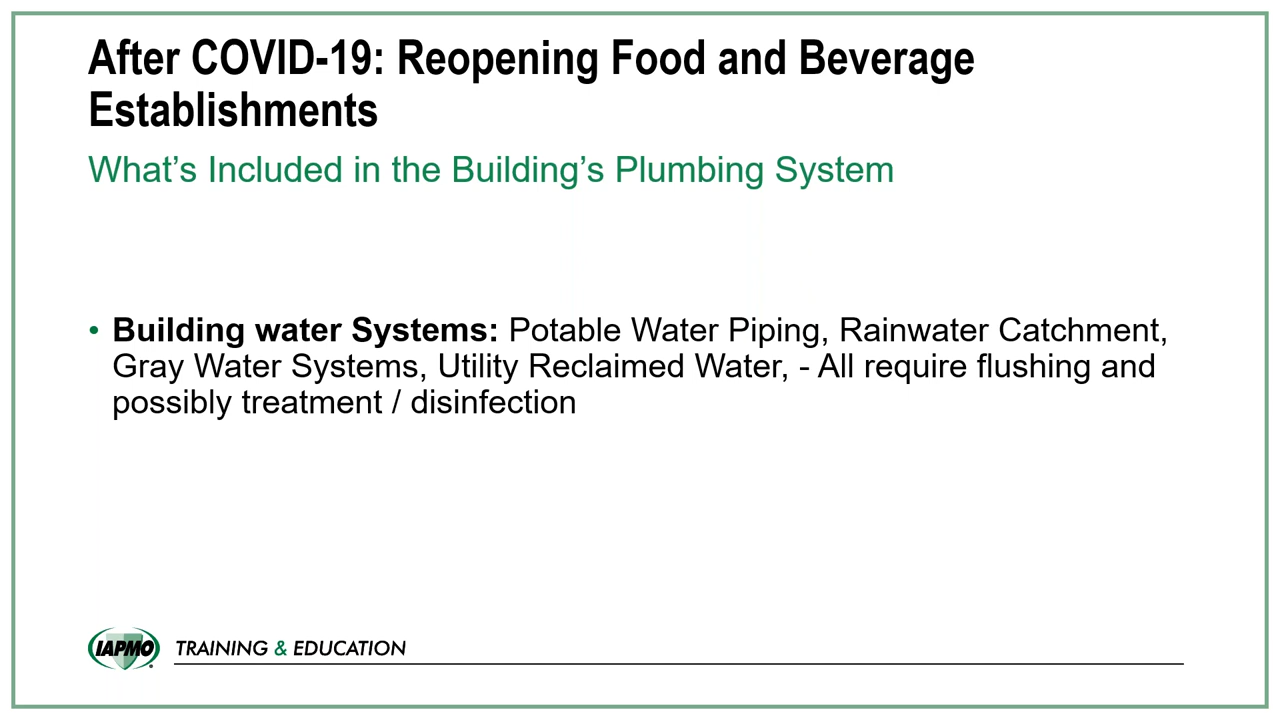 After COVID-19: Reopening Food and Beverage
Establishments
What’s Included in the Building’s Plumbing System
• Building water Systems: Potable Water Piping, Rainwater Catchment,
Gray Water Systems, Utility Reclaimed Water, - All require flushing and
possibly treatment / disinfection
IAPMO TRAINING & EDUCATION